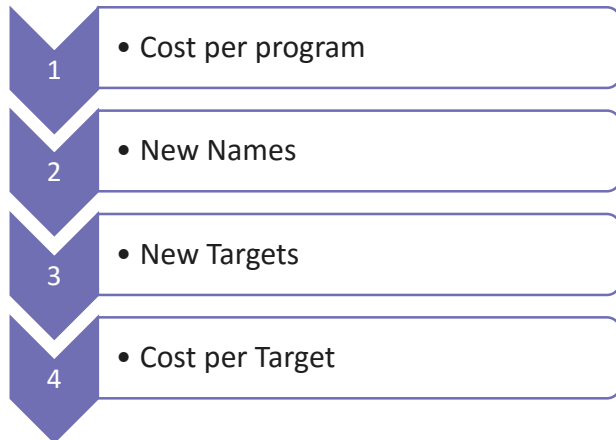 1
• Cost per program
2
• New Names
3
• New Targets
4
• Cost per Target